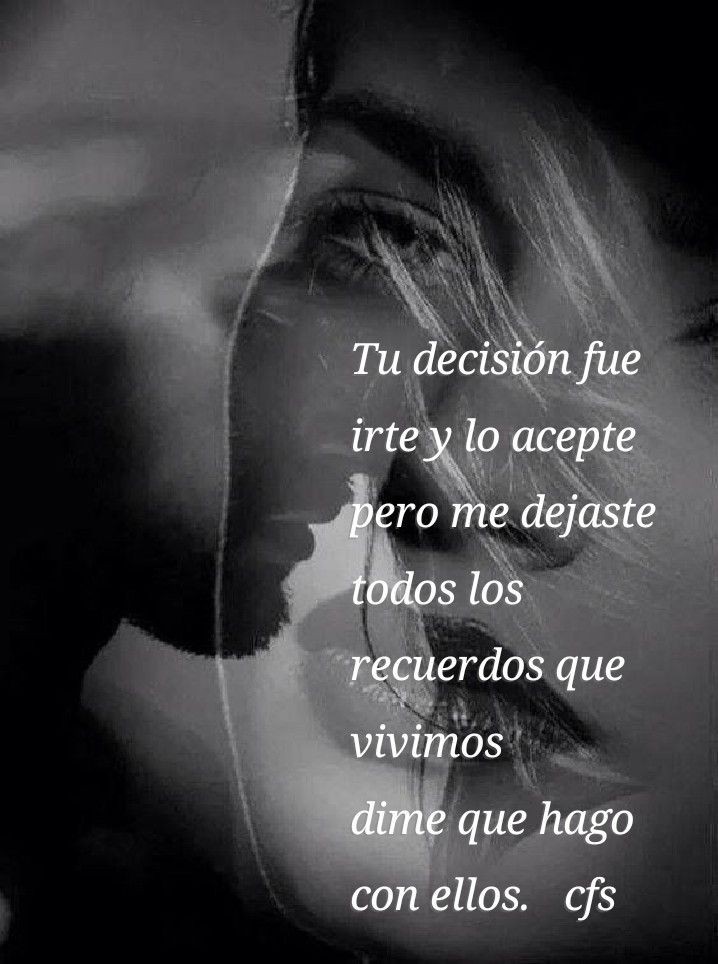 Tu decisión fue
irte y lo acepte
pero me dejaste
todos los
recuerdos que
vivimos
dime que hago
con ellos.   cfs